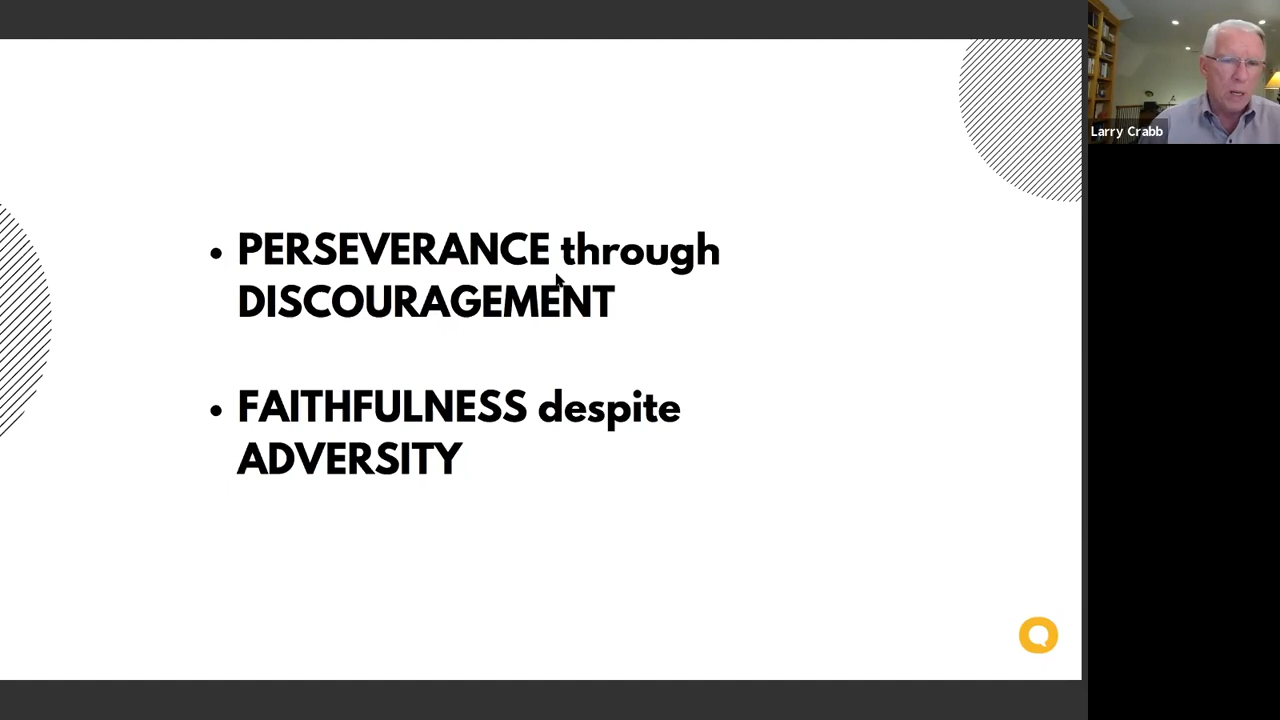 • PERSEVERANCE through
DISCOURAGEMENT
• FAITHFULNESS despite
ADVERSITY
Larry Crabb